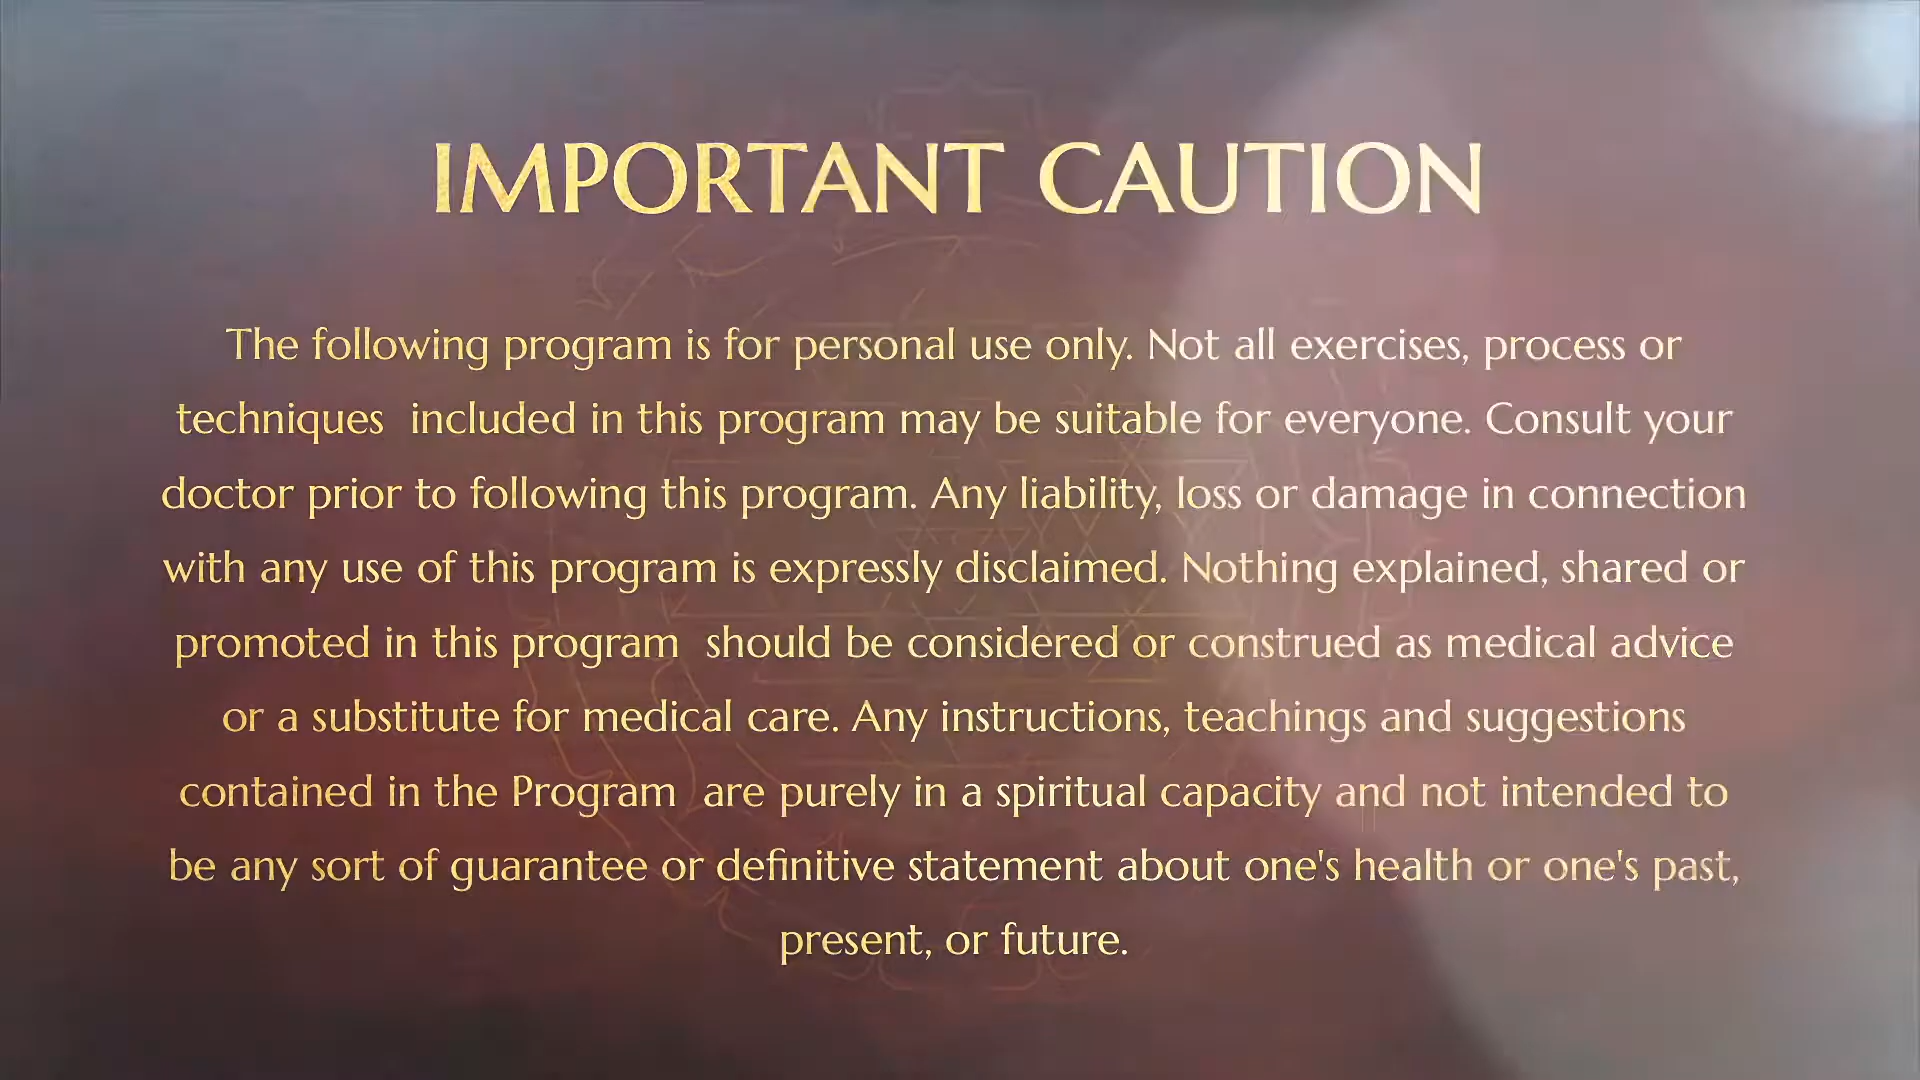 IMPORTANT CAUTION
The following program is for personal use only. Not all exercises, process or
techniques  included in this program may be suitable for everyone. Consult your
doctor prior to following this program. Any liability, loss or damage in connection
with any use of this program is expressly disclaimed. Nothing explained, shared or
promoted in this program  should be considered or construed as medical advice
or a substitute for medical care. Any instructions, teachings and suggestions
contained in the Program  are purely in a spiritual capacity and not intended to
be any sort of guarantee or definitive statement about one's health or one's past,
present, or future.